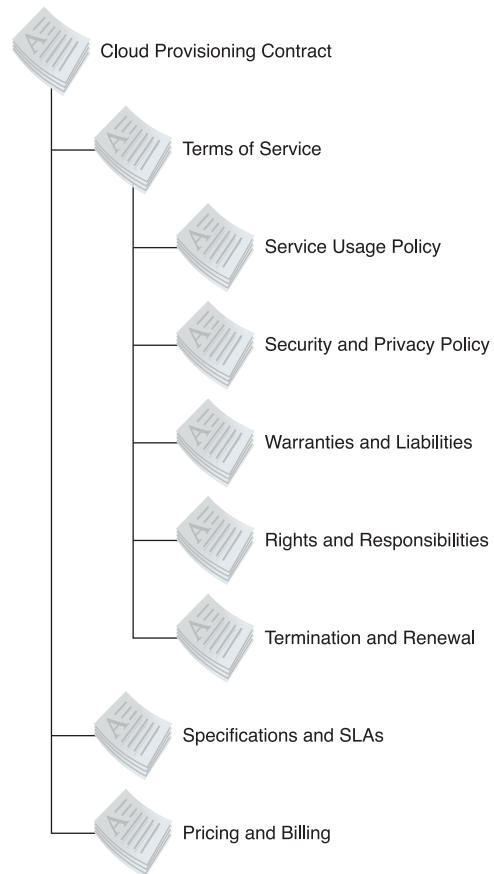 Cloud Provisioning Contract
Terms of Service
Service Usage Policy
Security and Privacy Policy
Warranties and Liabilities
Rights and Responsibilities
Termination and Renewal
Specifications and SLAs
Pricing and Billing